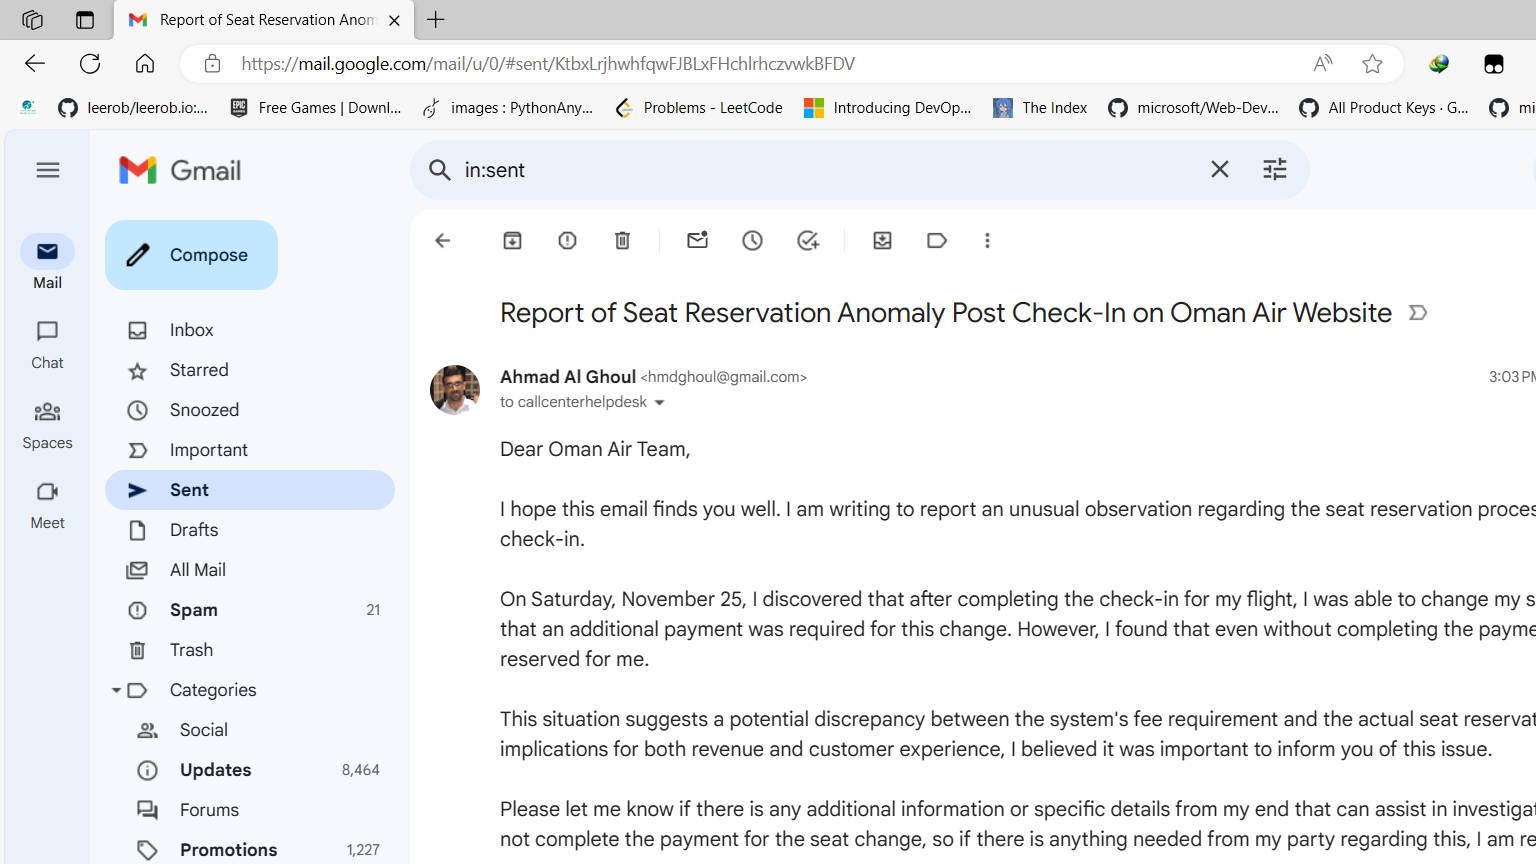 Report of Seat Reservation Anom
https://mail.google.com/mail/u/0/#sent/KtbxLrjhwhfqwFJBLxFHchlrhczvwkBFDV
leerob/leerob.io:... Free Games | Downl... images : PythonAny... Problems - LeetCode Introducing DevOp... The Index microsoft/Web-Dev... All Product Keys · G... mi
Gmail
in:sent
Compose
Mail
Chat
Spaces
Meet
Inbox
Starred
Snoozed
Important
Sent
Drafts
All Mail
Spam 21
Trash
Categories
Social
Updates 8,464
Forums
Promotions 1,227
Report of Seat Reservation Anomaly Post Check-In on Oman Air Website
Ahmad Al Ghoul <hmdghoul@gmail.com> 3:03 PM
to callcenterhelpdesk
Dear Oman Air Team,
I hope this email finds you well. I am writing to report an unusual observation regarding the seat reservation proces
check-in.
On Saturday, November 25, I discovered that after completing the check-in for my flight, I was able to change my s
that an additional payment was required for this change. However, I found that even without completing the payme
reserved for me.
This situation suggests a potential discrepancy between the system's fee requirement and the actual seat reservat
implications for both revenue and customer experience, I believed it was important to inform you of this issue.
Please let me know if there is any additional information or specific details from my end that can assist in investigat
not complete the payment for the seat change, so if there is anything needed from my party regarding this, I am re